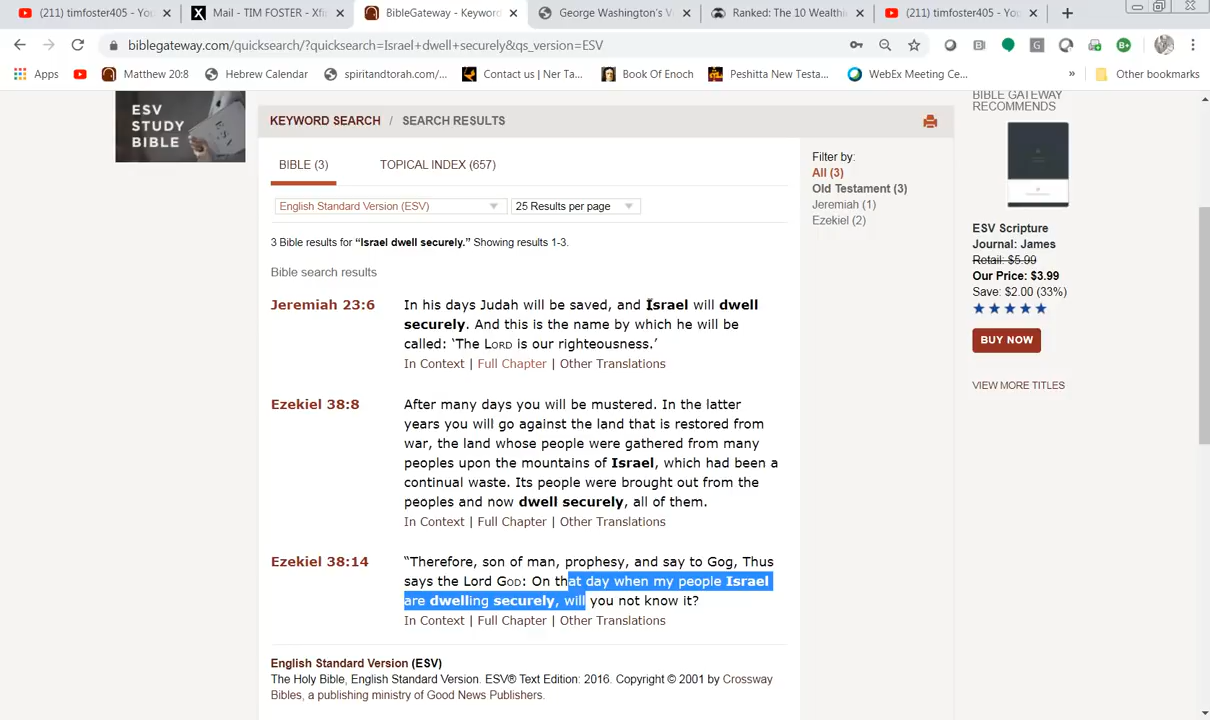 (211) timfoster405 - You
Mail - TIM FOSTER - Xfin
BibleGateway - Keyword
George Washington's V
Ranked: The 10 Wealthi
(211) timfoster405 - You
biblegateway.com/quicksearch/?quicksearch=Israel+dwell+securely&qs_version=ESV
Apps
Matthew 20:8
Hebrew Calendar
spiritandtorah.com/...
Contact us | Ner Ta...
Book Of Enoch
Peshitta New Testa...
WebEx Meeting Ce...
»
Other bookmarks
ESV
STUDY
BIBLE
KEYWORD SEARCH / SEARCH RESULTS
BIBLE (3)
TOPICAL INDEX (657)
English Standard Version (ESV)
25 Results per page
3 Bible results for “Israel dwell securely.” Showing results 1-3.
Bible search results
Jeremiah 23:6
In his days Judah will be saved, and Israel will dwell
securely. And this is the name by which he will be
called: ‘The LORD is our righteousness.’
In Context | Full Chapter | Other Translations
Ezekiel 38:8
After many days you will be mustered. In the latter
years you will go against the land that is restored from
war, the land whose people were gathered from many
peoples upon the mountains of Israel, which had been a
continual waste. Its people were brought out from the
peoples and now dwell securely, all of them.
In Context | Full Chapter | Other Translations
Ezekiel 38:14
“Therefore, son of man, prophesy, and say to Gog, Thus
says the Lord GOD: On that day when my people Israel
are dwelling securely, will you not know it?
In Context | Full Chapter | Other Translations
English Standard Version (ESV)
The Holy Bible, English Standard Version. ESV® Text Edition: 2016. Copyright © 2001 by Crossway
Bibles, a publishing ministry of Good News Publishers.
Filter by:
All (3)
Old Testament (3)
Jeremiah (1)
Ezekiel (2)
BIBLE GATEWAY
RECOMMENDS
ESV Scripture
Journal: James
Retail: $5.99
Our Price: $3.99
Save: $2.00 (33%)
BUY NOW
VIEW MORE TITLES